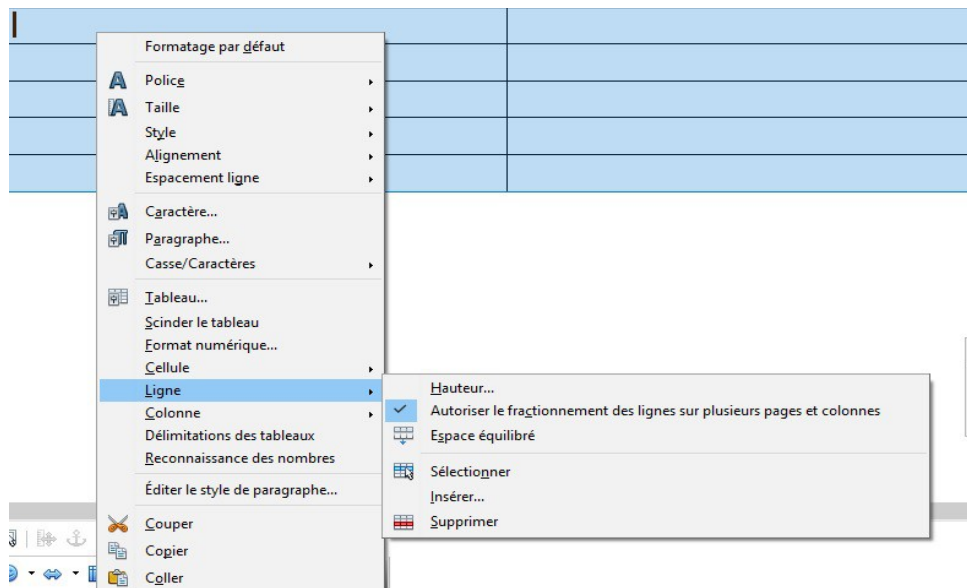 Formatage par défaut
Police
Taille
Style
Alignement
Espacement ligne
Caractère...
Paragraphe...
Casse/Caractères
Tableau...
Scinder le tableau
Format numérique...
Cellule
Ligne
Colonne
Délimitations des tableaux
Reconnaissance des nombres
Éditer le style de paragraphe...
Couper
Copier
Coller
Hauteur...
Autoriser le fractionnement des lignes sur plusieurs pages et colonnes
Espace équilibré
Sélectionner
Insérer...
Supprimer